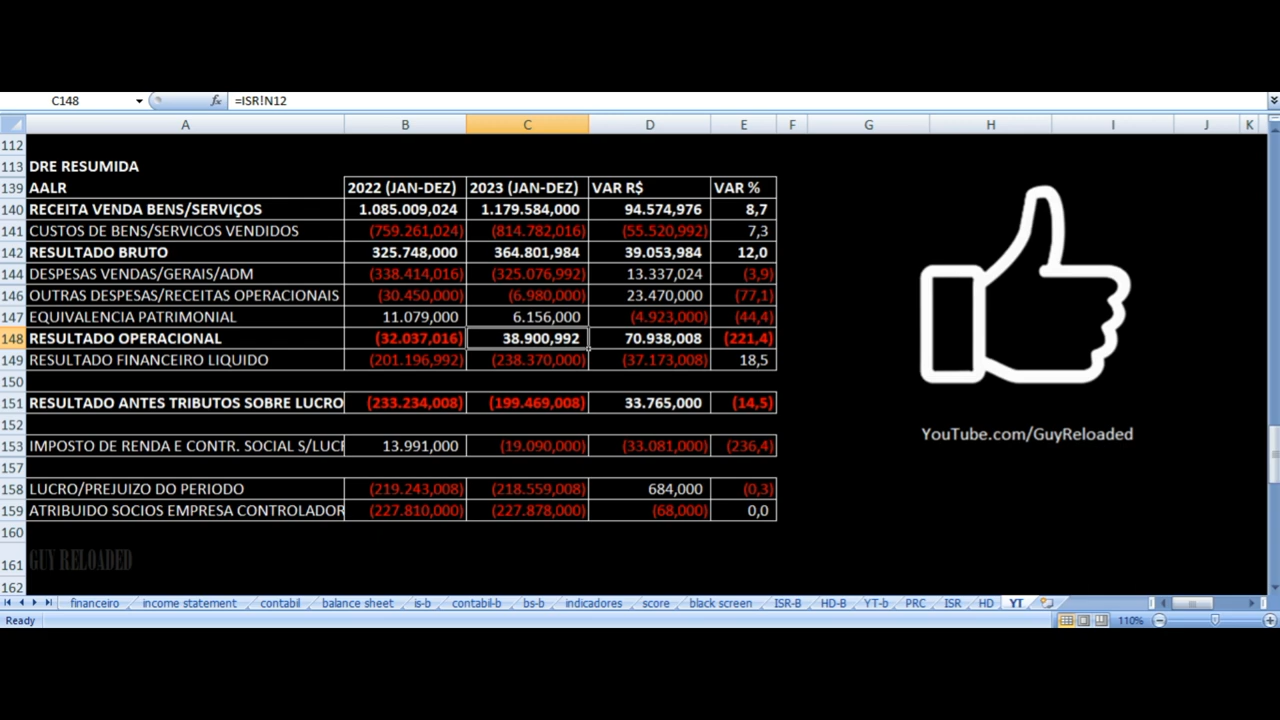 C148 fx =ISR!N12
A B C D E F G H I J K
112
113 DRE RESUMIDA
139 AALR 2022 (JAN-DEZ) 2023 (JAN-DEZ) VAR R$ VAR %
140 RECEITA VENDA BENS/SERVIÇOS 1.085.009,024 1.179.584,000 94.574,976 8,7
141 CUSTOS DE BENS/SERVICOS VENDIDOS (759.261,024) (814.782,016) (55.520,992) 7,3
142 RESULTADO BRUTO 325.748,000 364.801,984 39.053,984 12,0
144 DESPESAS VENDAS/GERAIS/ADM (338.414,016) (325.076,992) 13.337,024 (3,9)
146 OUTRAS DESPESAS/RECEITAS OPERACIONAIS (30.450,000) (6.980,000) 23.470,000 (77,1)
147 EQUIVALENCIA PATRIMONIAL 11.079,000 6.156,000 (4.923,000) (44,4)
148 RESULTADO OPERACIONAL (32.037,016) 38.900,992 70.938,008 (221,4)
149 RESULTADO FINANCEIRO LIQUIDO (201.196,992) (238.370,000) (37.173,008) 18,5
150
151 RESULTADO ANTES TRIBUTOS SOBRE LUCRO (233.234,008) (199.469,008) 33.765,000 (14,5)
152
153 IMPOSTO DE RENDA E CONTR. SOCIAL S/LUCR 13.991,000 (19.090,000) (33.081,000) (236,4)
157
158 LUCRO/PREJUIZO DO PERIODO (219.243,008) (218.559,008) 684,000 (0,3)
159 ATRIBUIDO SOCIOS EMPRESA CONTROLADOR (227.810,000) (227.878,000) (68,000) 0,0
160
161 GUY RELOADED
162
YouTube.com/GuyReloaded
financeiro income statement contabil balance sheet is-b contabil-b bs-b indicadores score black screen ISR-B HD-B YT-b PRC ISR HD YT
Ready 110%